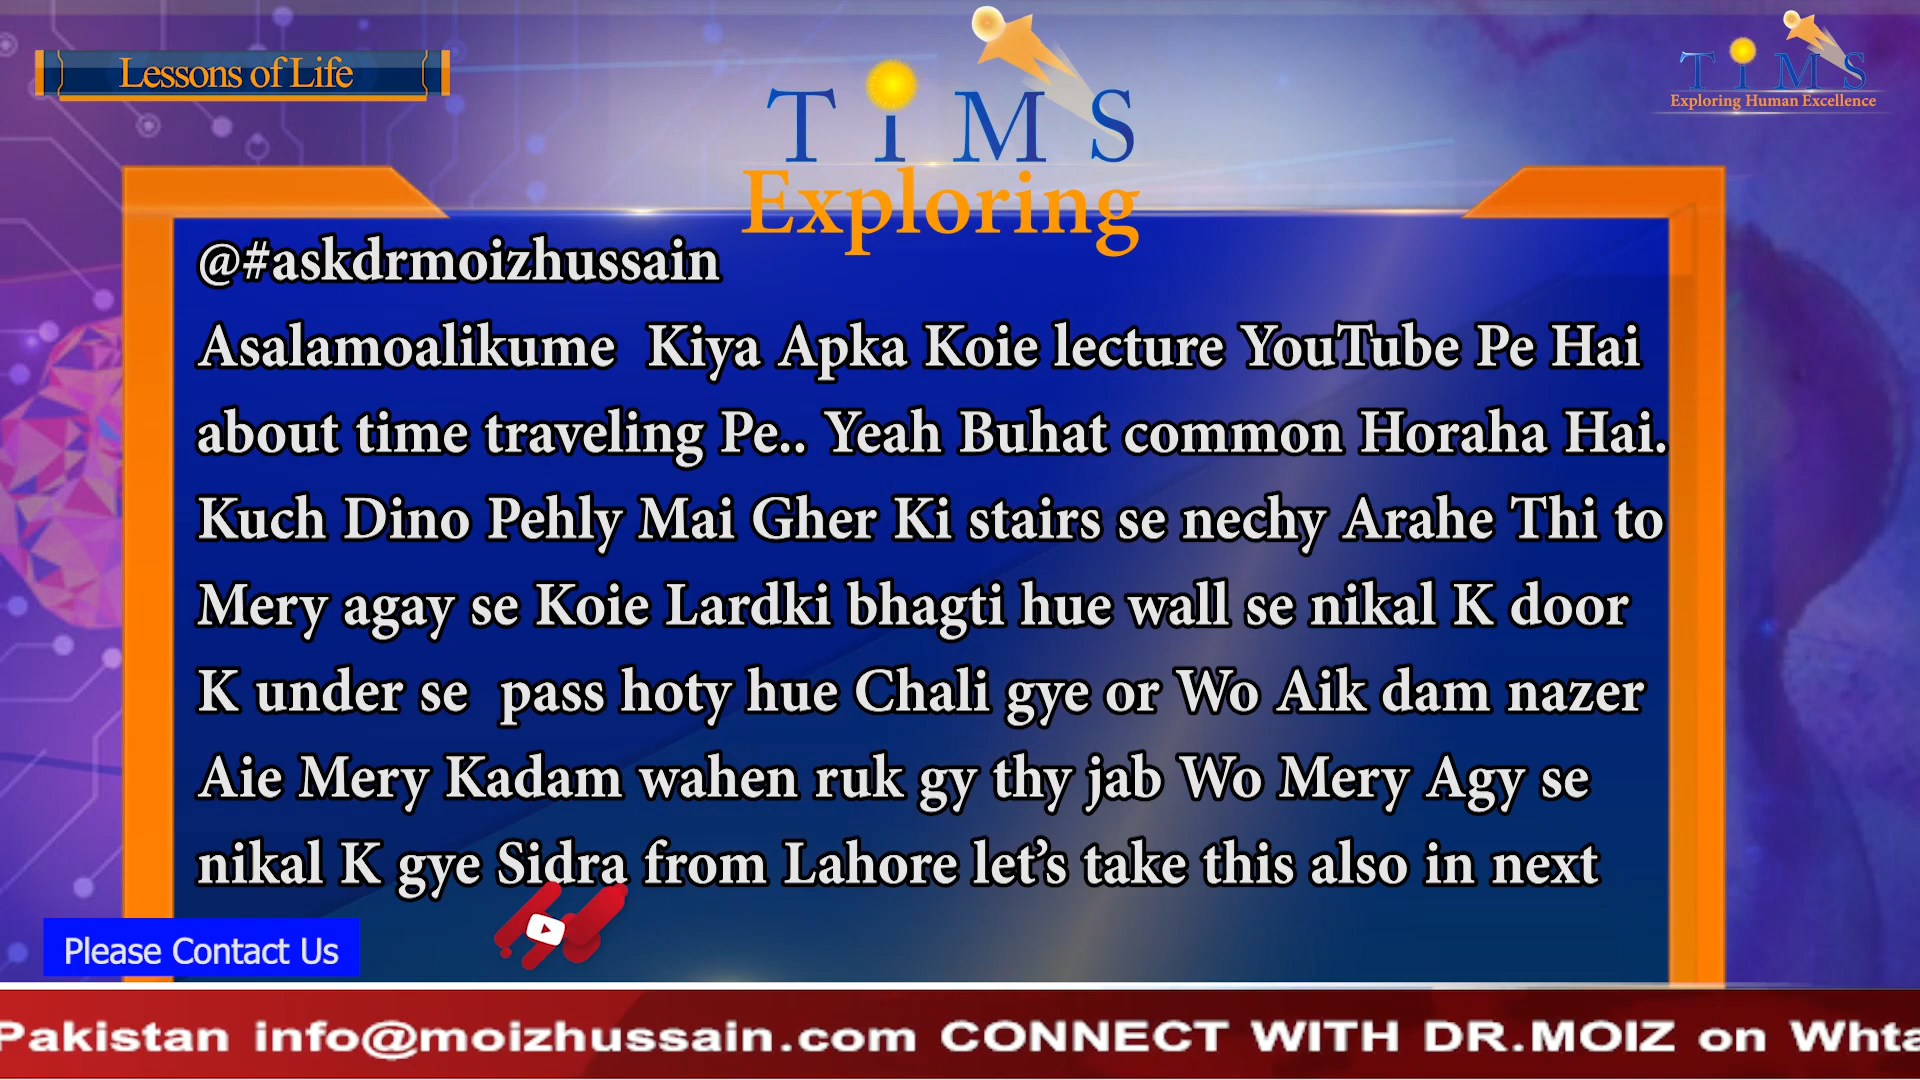 Lessons of Life
TiMS
Exploring
TiMS
Exploring Human Excellence
@#askdrmoizhussain
Asalamoalikume  Kiya Apka Koie lecture YouTube Pe Hai
about time traveling Pe.. Yeah Buhat common Horaha Hai.
Kuch Dino Pehly Mai Gher Ki stairs se nechy Arahe Thi to
Mery agay se Koie Lardki bhagti hue wall se nikal K door
K under se  pass hoty hue Chali gye or Wo Aik dam nazer
Aie Mery Kadam wahen ruk gy thy jab Wo Mery Agy se
nikal K gye Sidra from Lahore let’s take this also in next
Please Contact Us
Pakistan info@moizhussain.com CONNECT WITH DR.MOIZ on